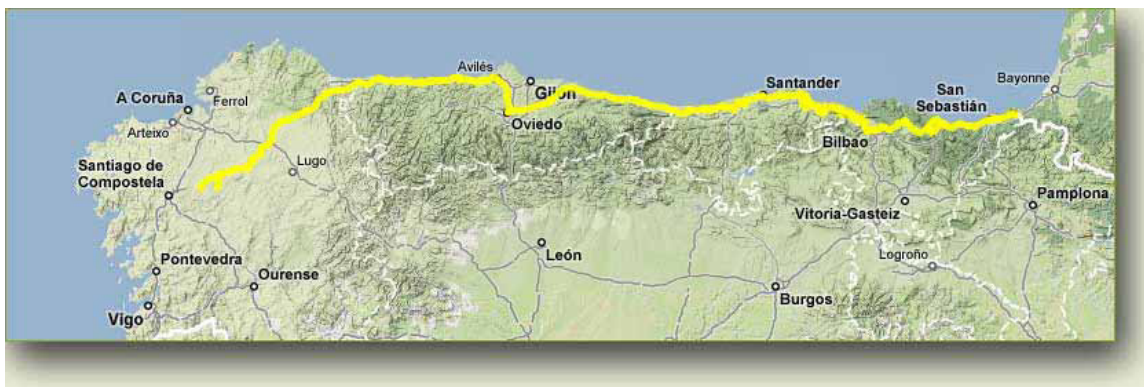 Avilés
Gijón
Santander
San
Sebastián
Bayonne
A Coruña
Ferrol
Arteixo
Oviedo
Bilbao
Santiago de
Compostela
Lugo
Vitoria-Gasteiz
Pamplona
Pontevedra
Ourense
León
Logroño
Burgos
Vigo